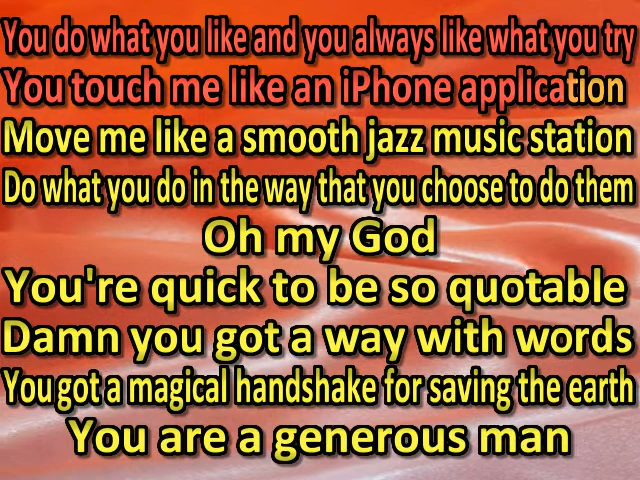 You do what you like and you always like what you try
You touch me like an iPhone application
Move me like a smooth jazz music station
Do what you do in the way that you choose to do them
Oh my God
You're quick to be so quotable
Damn you got a way with words
You got a magical handshake for saving the earth
You are a generous man